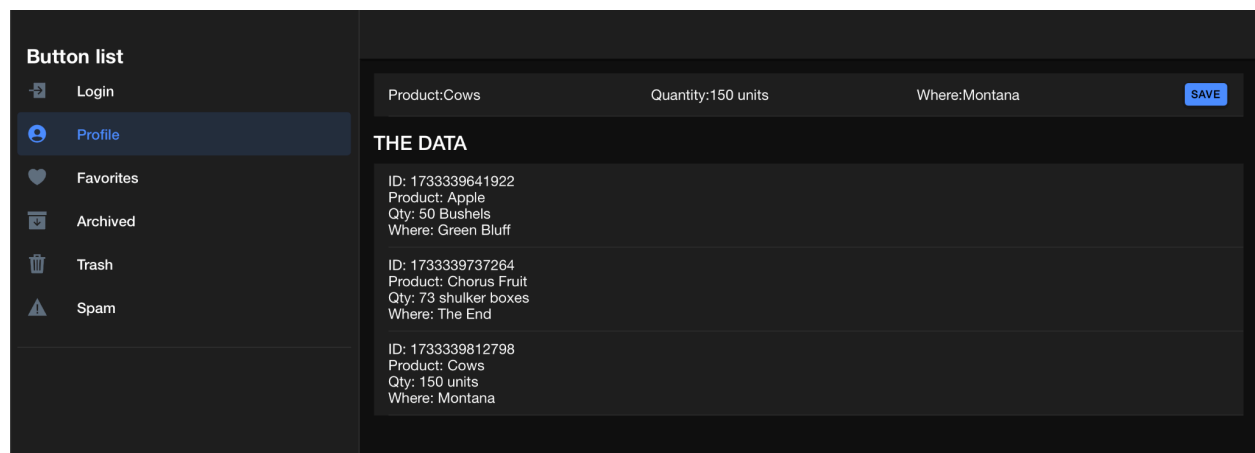 Button list
Login
Profile
Favorites
Archived
Trash
Spam
Product:Cows Quantity:150 units Where:Montana SAVE
THE DATA
ID: 1733339641922
Product: Apple
Qty: 50 Bushels
Where: Green Bluff
ID: 1733339737264
Product: Chorus Fruit
Qty: 73 shulker boxes
Where: The End
ID: 1733339812798
Product: Cows
Qty: 150 units
Where: Montana